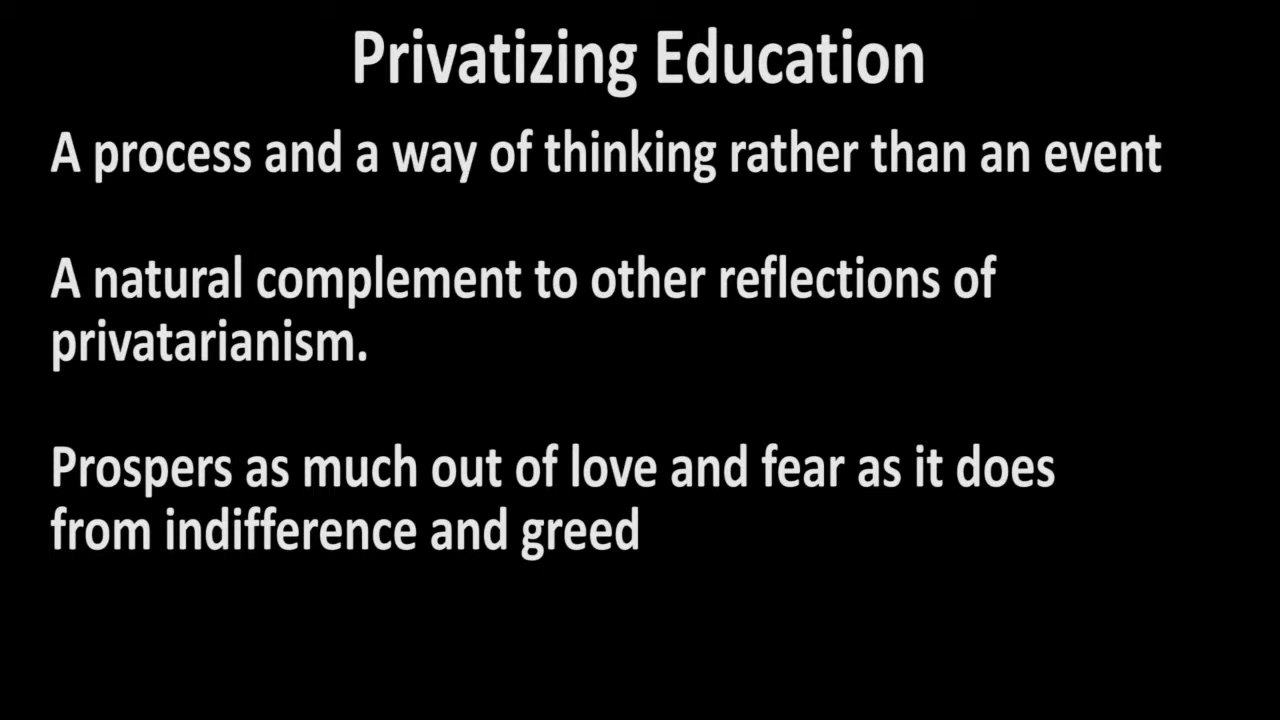 Privatizing Education
A process and a way of thinking rather than an event
A natural complement to other reflections of
privatarianism.
Prospers as much out of love and fear as it does
from indifference and greed